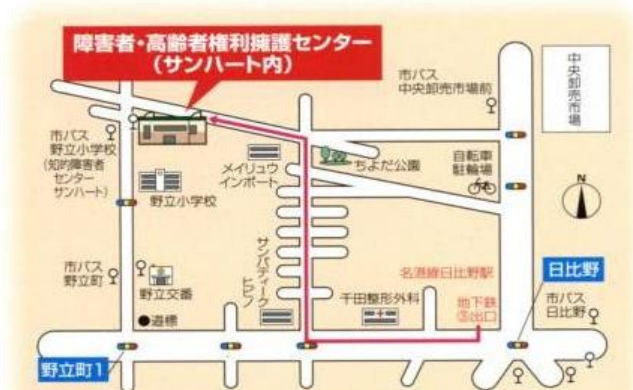 障害者・高齢者権利擁護センター
(サンハート内)
市バス
中央卸売市場前
中央卸売市場
市バス
野立小学校
(知的障害者
センター
サンハート)
野立小学校
メイリュウ
インポート
ちよだ公園
自転車
駐輪場
N
市バス
野立町
野立交番
●道標
サンパティーク
ヒビノ
千田整形外科
名港線日比野駅
地下鉄
③出口
日比野
市バス
日比野
野立町1